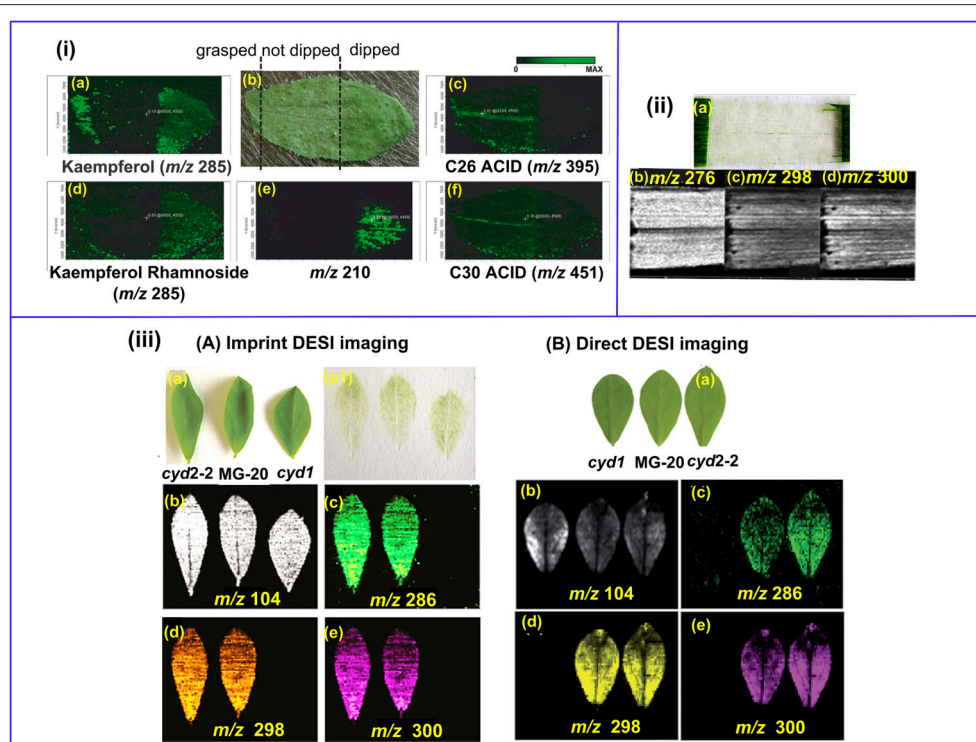 (i)
grasped not dipped dipped
0 MAX
(a)
(b)
(c)
Kaempferol (m/z 285)
C26 ACID (m/z 395)
(d)
(e)
(f)
Kaempferol Rhamnoside
(m/z 285)
m/z 210
C30 ACID (m/z 451)
(ii)
(a)
(b) m/z 276 (c) m/z 298 (d) m/z 300
(iii)
(A) Imprint DESI imaging
(a)
(a1)
cyd2-2 MG-20 cyd1
(b)
(c)
m/z 104
m/z 286
(d)
(e)
m/z 298
m/z 300
(B) Direct DESI imaging
(a)
cyd1 MG-20 cyd2-2
(b)
(c)
m/z 104
m/z 286
(d)
(e)
m/z 298
m/z 300